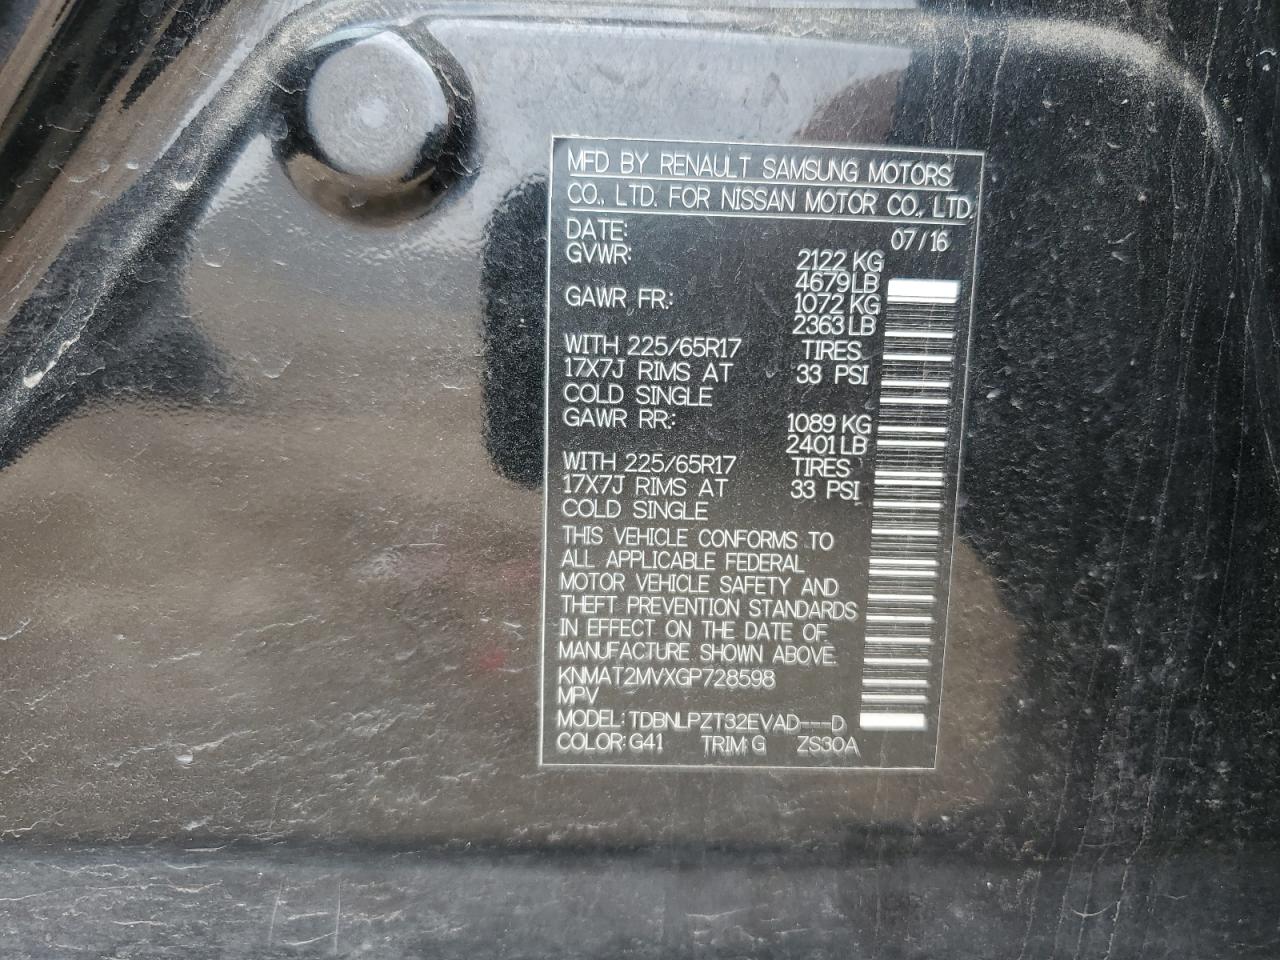 MFD BY RENAULT SAMSUNG MOTORS
CO., LTD. FOR NISSAN MOTOR CO., LTD.
DATE: 07/16
GVWR: 2122 KG
4679 LB
GAWR FR: 1072 KG
2363 LB
WITH 225/65R17 TIRES
17X7J RIMS AT 33 PSI
COLD SINGLE
GAWR RR: 1089 KG
2401 LB
WITH 225/65R17 TIRES
17X7J RIMS AT 33 PSI
COLD SINGLE
THIS VEHICLE CONFORMS TO
ALL APPLICABLE FEDERAL
MOTOR VEHICLE SAFETY AND
THEFT PREVENTION STANDARDS
IN EFFECT ON THE DATE OF
MANUFACTURE SHOWN ABOVE.
KNMAT2MVXGP728598
MPV
MODEL: TDBNLPZT32EVAD---D
COLOR: G41 TRIM: G ZS30A